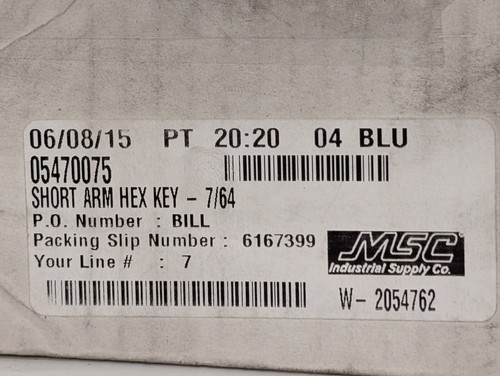 06/08/15 PT 20:20 04 BLU
05470075
SHORT ARM HEX KEY - 7/64
P.O. Number : BILL
Packing Slip Number : 6167399
Your Line # : 7
MSC
Industrial Supply Co.
W- 2054762